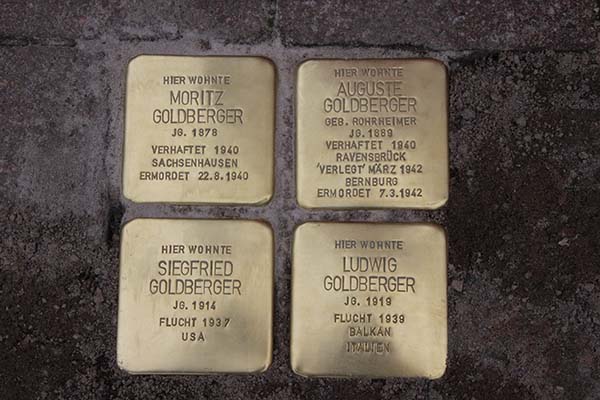 HIER WOHNTE
MORITZ
GOLDBERGER
JG. 1878
VERHAFTET 1940
SACHSENHAUSEN
ERMORDET 22.8.1940
HIER WOHNTE
AUGUSTE
GOLDBERGER
GEB. ROHRHEIMER
JG. 1889
VERHAFTET 1940
RAVENSBRÜCK
'VERLEGT' MÄRZ 1942
BERNBURG
ERMORDET 7.3.1942
HIER WOHNTE
SIEGFRIED
GOLDBERGER
JG. 1914
FLUCHT 1937
USA
HIER WOHNTE
LUDWIG
GOLDBERGER
JG. 1919
FLUCHT 1939
BALKAN
ITALIEN